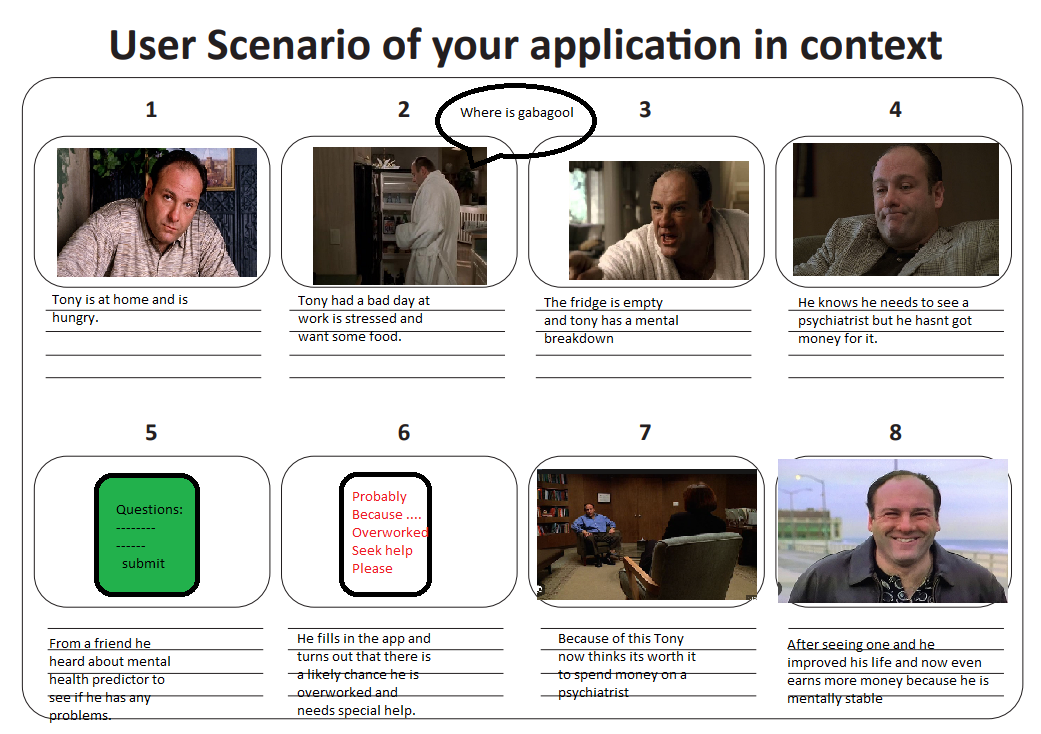 User Scenario of your application in context
1
2
3
4
Where is gabagool
Tony is at home and is
hungry.
Tony had a bad day at
work is stressed and
want some food.
The fridge is empty
and tony has a mental
breakdown
He knows he needs to see a
psychiatrist but he hasnt got
money for it.
5
6
7
8
Questions:
--------
------
submit
Probably
Because ....
Overworked
Seek help
Please
From a friend he
heard about mental
health predictor to
see if he has any
problems.
He fills in the app and
turns out that there is
a likely chance he is
overworked and
needs special help.
Because of this Tony
now thinks its worth it
to spend money on a
psychiatrist
After seeing one and he
improved his life and now even
earns more money because he is
mentally stable